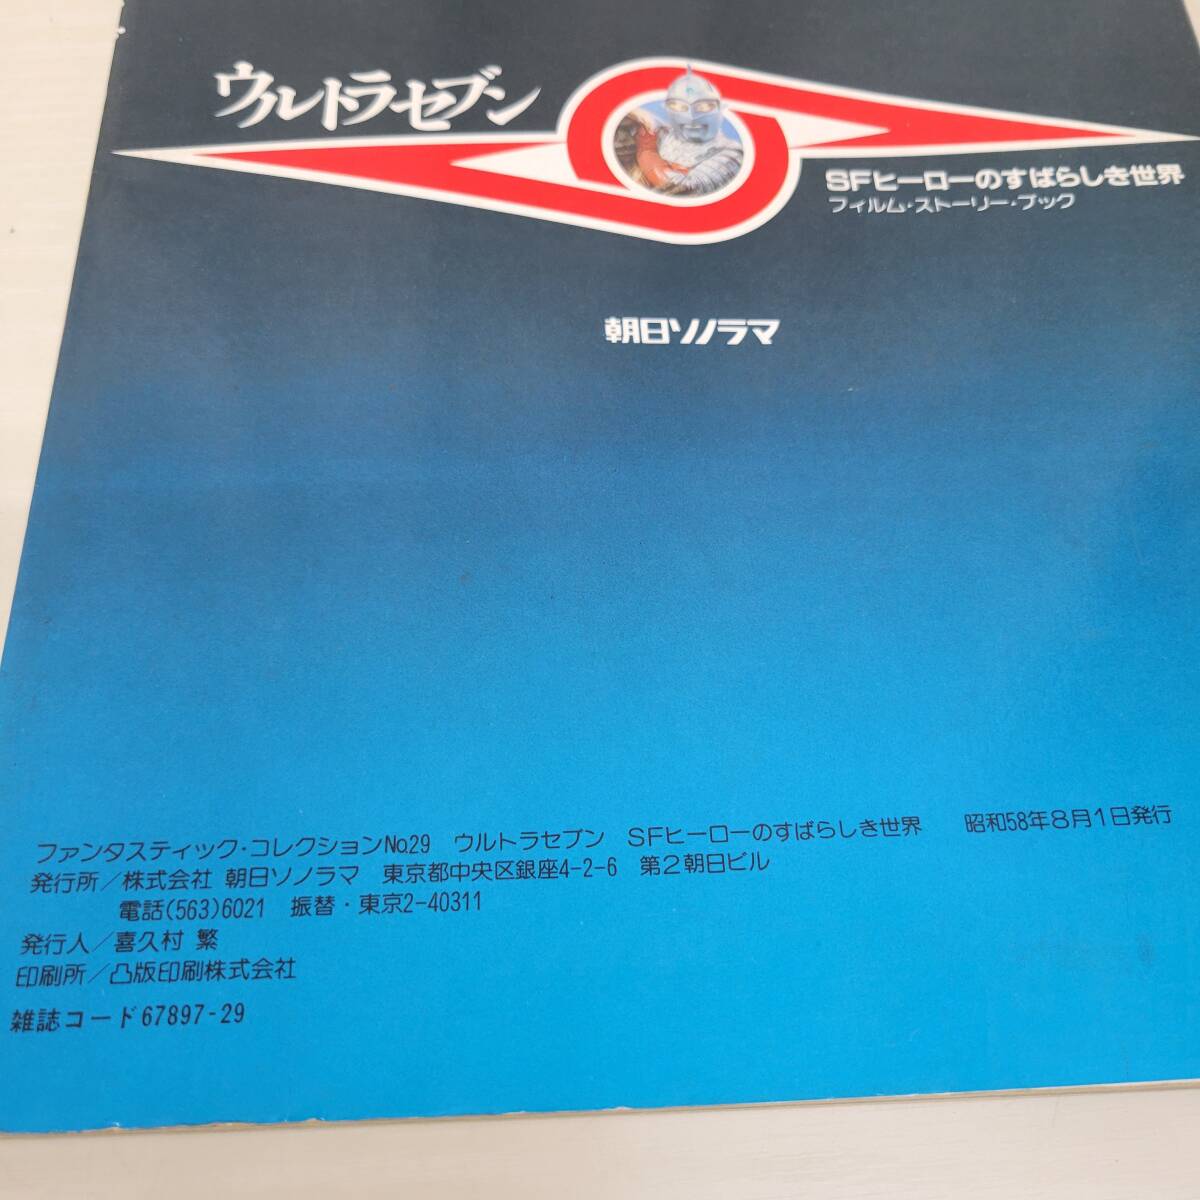 ウルトラセブン
SFヒーローのすばらしき世界
フィルム・ストーリー・ブック
朝日ソノラマ
ファンタスティック・コレクションNo.29　ウルトラセブン　SFヒーローのすばらしき世界　昭和58年8月1日発行
発行所／株式会社 朝日ソノラマ　東京都中央区銀座4-2-6　第2朝日ビル
電話(563)6021　振替・東京2-40311
発行人／喜久村 繁
印刷所／凸版印刷株式会社
雑誌コード67897-29